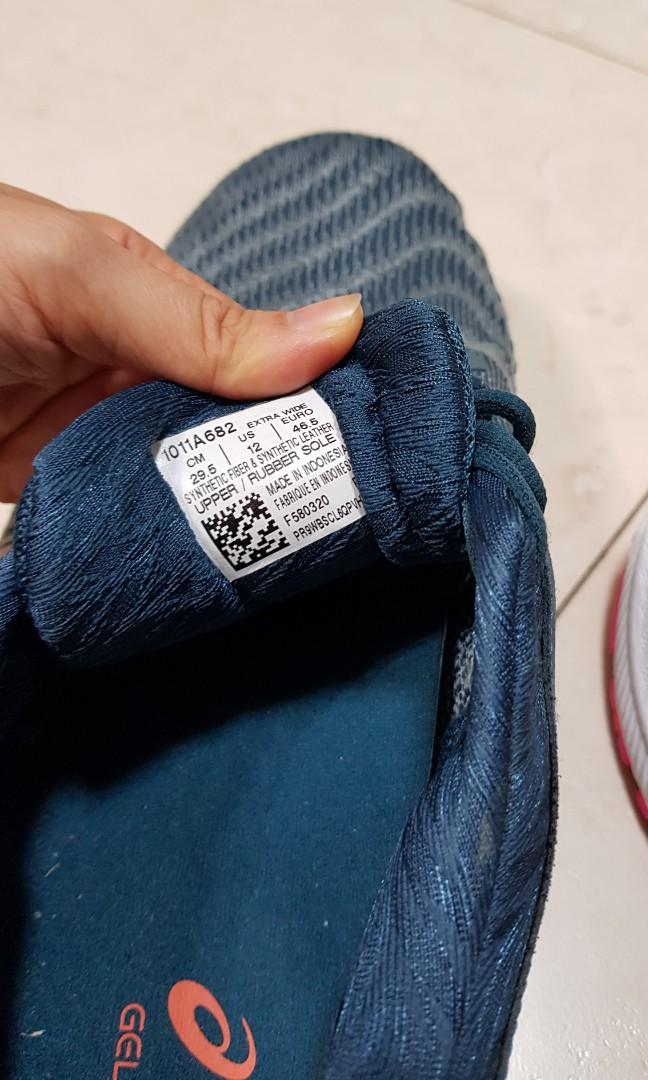 1011A682 EXTRA WIDE
CM | US | EURO
29.5 12 46.5
SYNTHETIC FIBER & SYNTHETIC LEATHER
UPPER / RUBBER SOLE
MADE IN INDONESIA
FABRIQUE EN INDONES
F580320
GEL